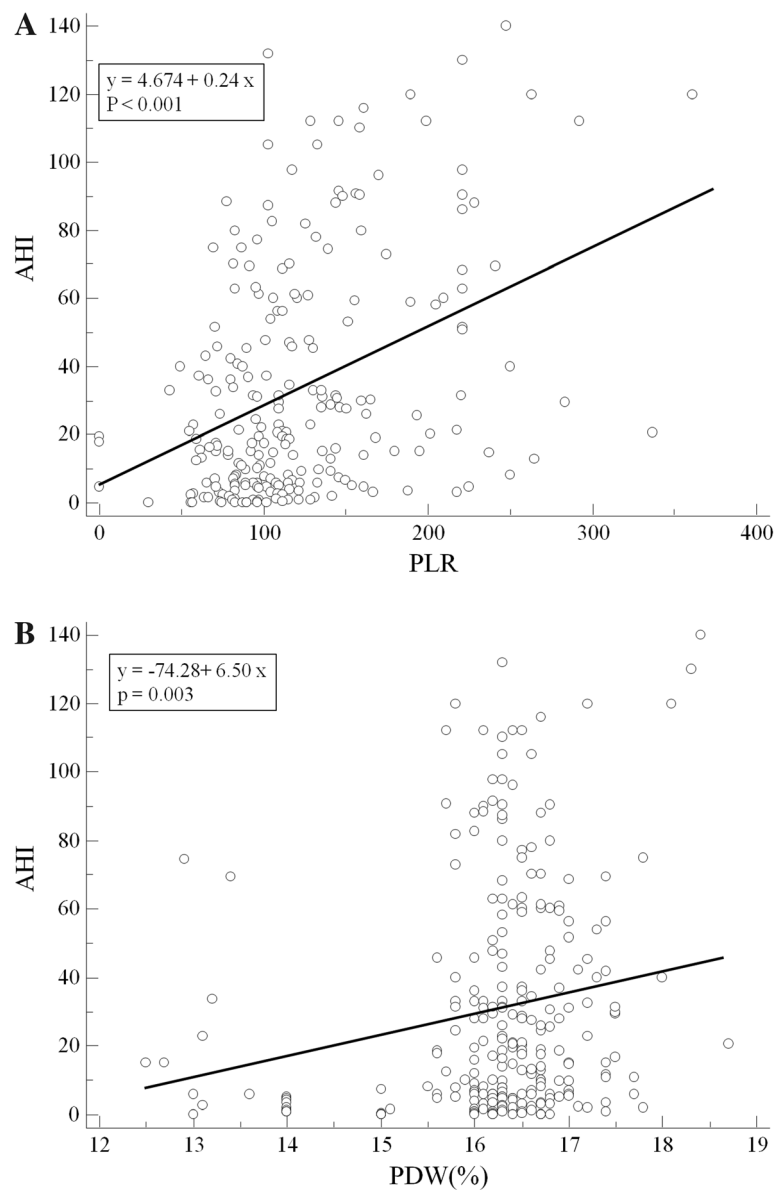 A
140
120
100
80
60
40
20
0
AHI
y = 4.674 + 0.24 x
P < 0.001
0 100 200 300 400
PLR
B
140
120
100
80
60
40
20
0
AHI
y = -74.28+ 6.50 x
p = 0.003
12 13 14 15 16 17 18 19
PDW(%)